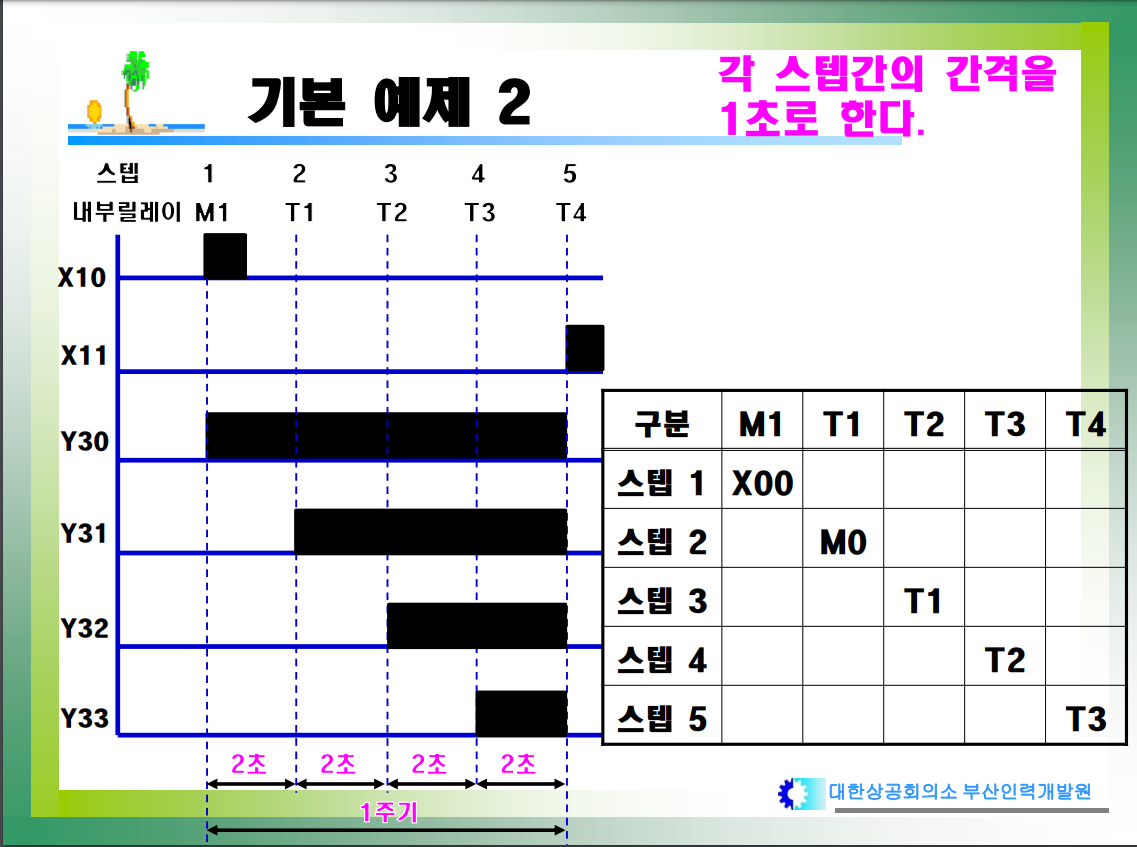 기본 예제 2
각 스텝간의 간격을
1초로 한다.
스텝 1 2 3 4 5
내부릴레이 M1 T1 T2 T3 T4
X10
X11
Y30
Y31
Y32
Y33
2초 2초 2초 2초
1주기
구분 M1 T1 T2 T3 T4
스텝 1 X00
스텝 2 M0
스텝 3 T1
스텝 4 T2
스텝 5 T3
대한상공회의소 부산인력개발원